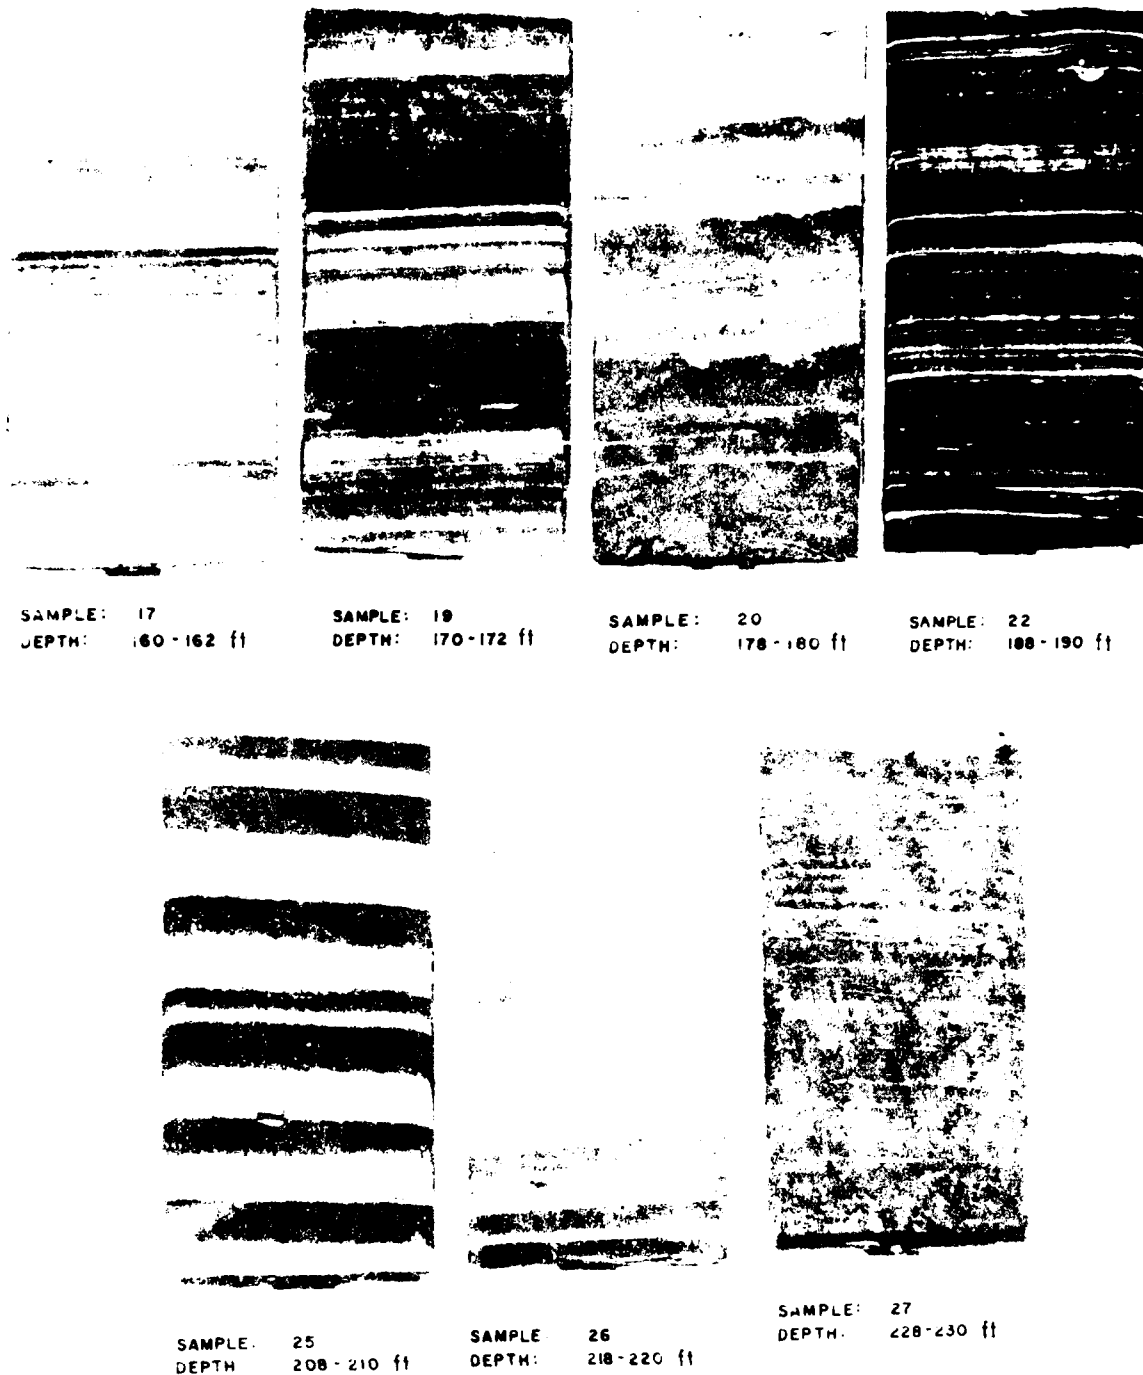 SAMPLE: 17
DEPTH: 160-162 ft
SAMPLE: 19
DEPTH: 170-172 ft
SAMPLE: 20
DEPTH: 178-180 ft
SAMPLE: 22
DEPTH: 188-190 ft
SAMPLE: 25
DEPTH 208-210 ft
SAMPLE 26
DEPTH: 218-220 ft
SAMPLE: 27
DEPTH. 228-230 ft